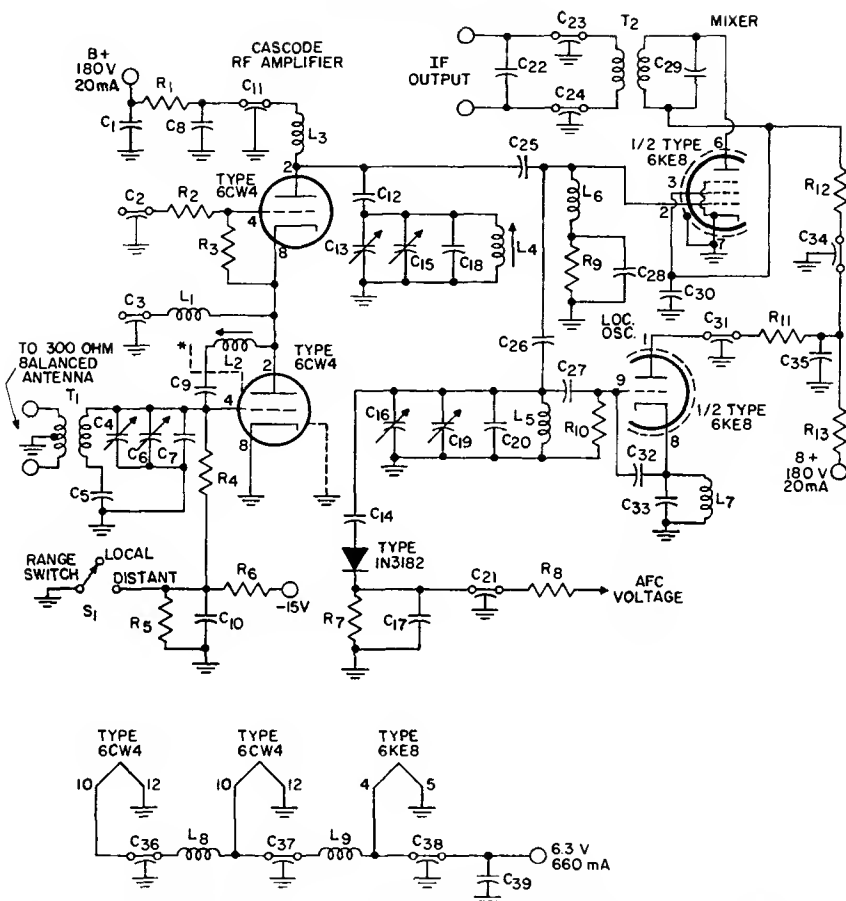 C23
T2
MIXER
CASCODE
RF AMPLIFIER
B+
180 V
20mA
R1
C11
C1
C8
L3
IF
OUTPUT
C22
C24
C29
1/2 TYPE
6KE8
6
3
2
7
C25
TYPE
6CW4
2
4
8
C2
R2
R3
C12
C13
C15
C18
L4
L6
R9
C28
C30
R12
C34
C3
L1
LOC.
OSC.
1
C31
R11
C35
C26
TO 300 OHM
BALANCED
ANTENNA
T1
*
L2
C9
TYPE
6CW4
2
4
8
C4
C6
C7
C5
R4
C16
C19
C20
L5
C27
R10
9
8
1/2 TYPE
6KE8
C32
C33
L7
R13
8+
180 V
20mA
C14
RANGE
SWITCH
LOCAL
DISTANT
S1
R6
-15V
R5
C10
TYPE
1N3182
R7
C17
C21
R8
AFC
VOLTAGE
TYPE
6CW4
TYPE
6CW4
TYPE
6KE8
10
12
10
12
4
5
C36
L8
C37
L9
C38
6.3 V
660 mA
C39